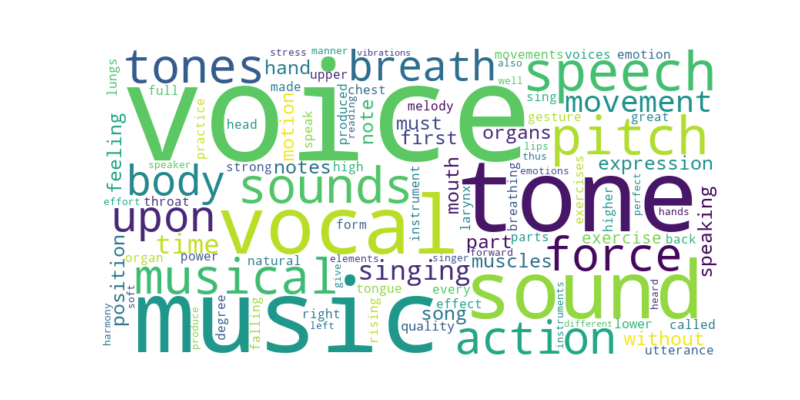 stress manner vibrations
tones breath movements voices emotion
hand upper also well
speech
lungs full made chest sing movement
voice
produced reading
melody
note must first organs
gesture great
practice motion speak head
pitch
lips thus
feeling speaker strong notes high
body sounds
mouth larynx breathing
tone
emotions expression
exercises higher perfect hands
effort throat
upon vocal
form instrument
part parts
force
exercise back speaking
time
organ power natural elements
singer forward
muscles
position musical singing
give tongue every effect
sound
heard
harmony soft degree
music
falling right left rising
song quality
action
instruments different lower called
without
produce utterance